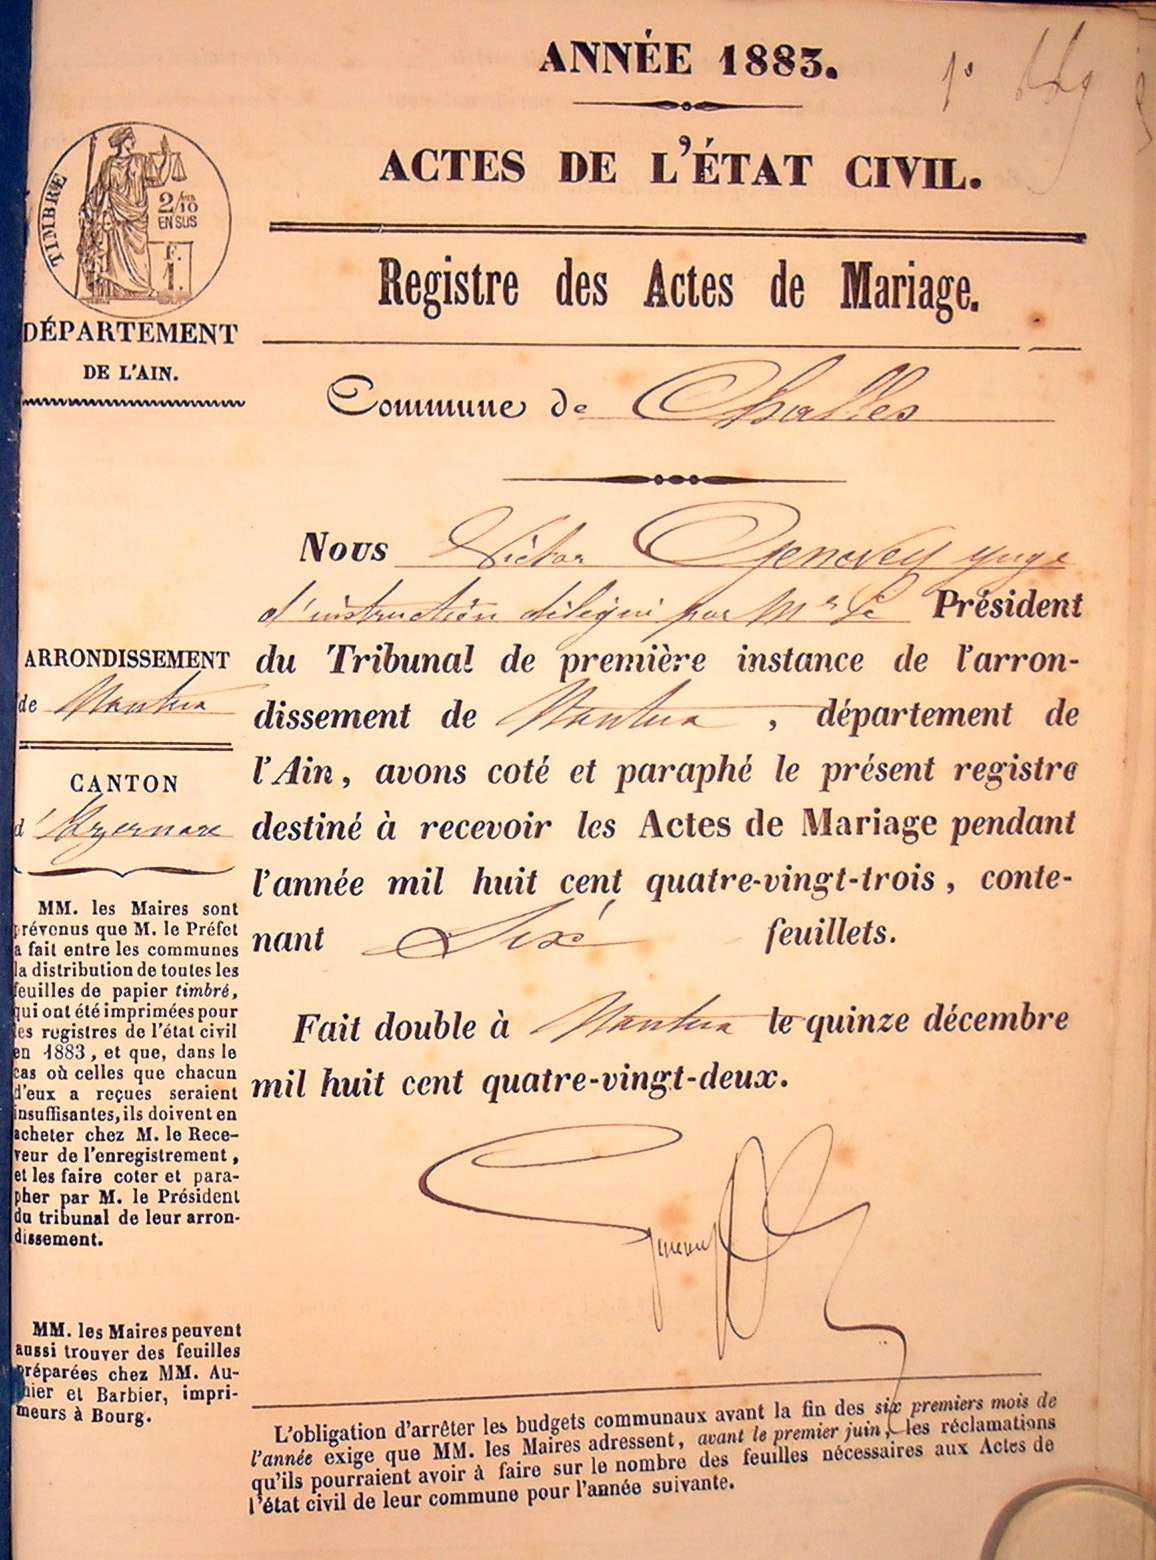 ANNÉE 1883.
1º
ACTES DE L'ÉTAT CIVIL.
TIMBRE
2/10
EN SUS
F.
1.
Registre des Actes de Mariage.
DÉPARTEMENT
DE L'AIN.
Commune de Challes
Nous Victor Genevey juge
d'instruction délégué par Mr le Président
du Tribunal de première instance de l'arron-
dissement de Nantua, département de
l'Ain, avons coté et paraphé le présent registre
destiné à recevoir les Actes de Mariage pendant
l'année mil huit cent quatre-vingt-trois, conte-
nant Six feuillets.
Fait double à Nantua le quinze décembre
mil huit cent quatre-vingt-deux.
Genevey
ARRONDISSEMENT
de Nantua
CANTON
d'Izernore
MM. les Maires sont
prévenus que M. le Préfet
a fait entre les communes
la distribution de toutes les
feuilles de papier timbré,
qui ont été imprimées pour
les registres de l'état civil
en 1883, et que, dans le
cas où celles que chacun
d'eux a reçues seraient
insuffisantes, ils doivent en
acheter chez M. le Rece-
veur de l'enregistrement,
et les faire coter et para-
pher par M. le Président
du tribunal de leur arron-
dissement.
MM. les Maires peuvent
aussi trouver des feuilles
préparées chez MM. Au-
hier et Barbier, impri-
meurs à Bourg.
L'obligation d'arrêter les budgets communaux avant la fin des six premiers mois de
l'année exige que MM. les Maires adressent, avant le premier juin, les réclamations
qu'ils pourraient avoir à faire sur le nombre des feuilles nécessaires aux Actes de
l'état civil de leur commune pour l'année suivante.